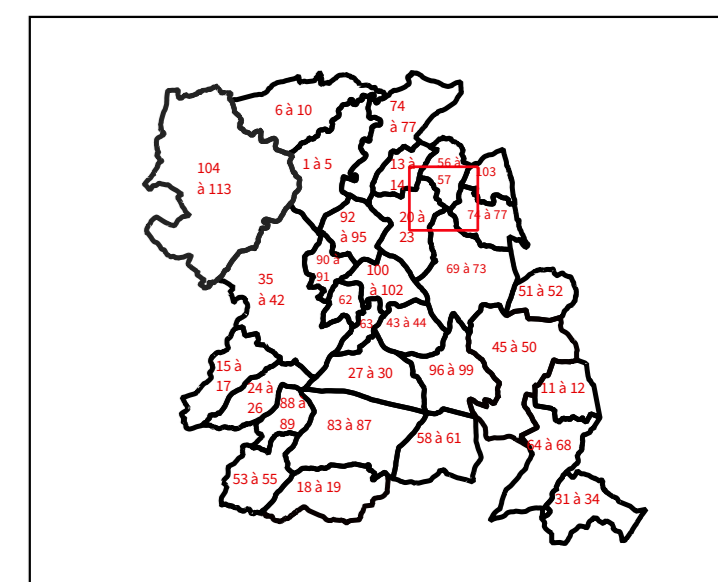 6 à 10
74
à 77
1 à 5
13 à
14
56 à
57
103
104
à 113
92
à 95
20 à
23
74 à 77
90 à
91
100
à 102
69 à 73
35
à 42
62
51 à 52
63
43 à 44
45 à 50
15 à
17
24 à
26
27 à 30
96 à 99
11 à 12
88 à
89
83 à 87
58 à 61
64 à 68
53 à 55
18 à 19
31 à 34